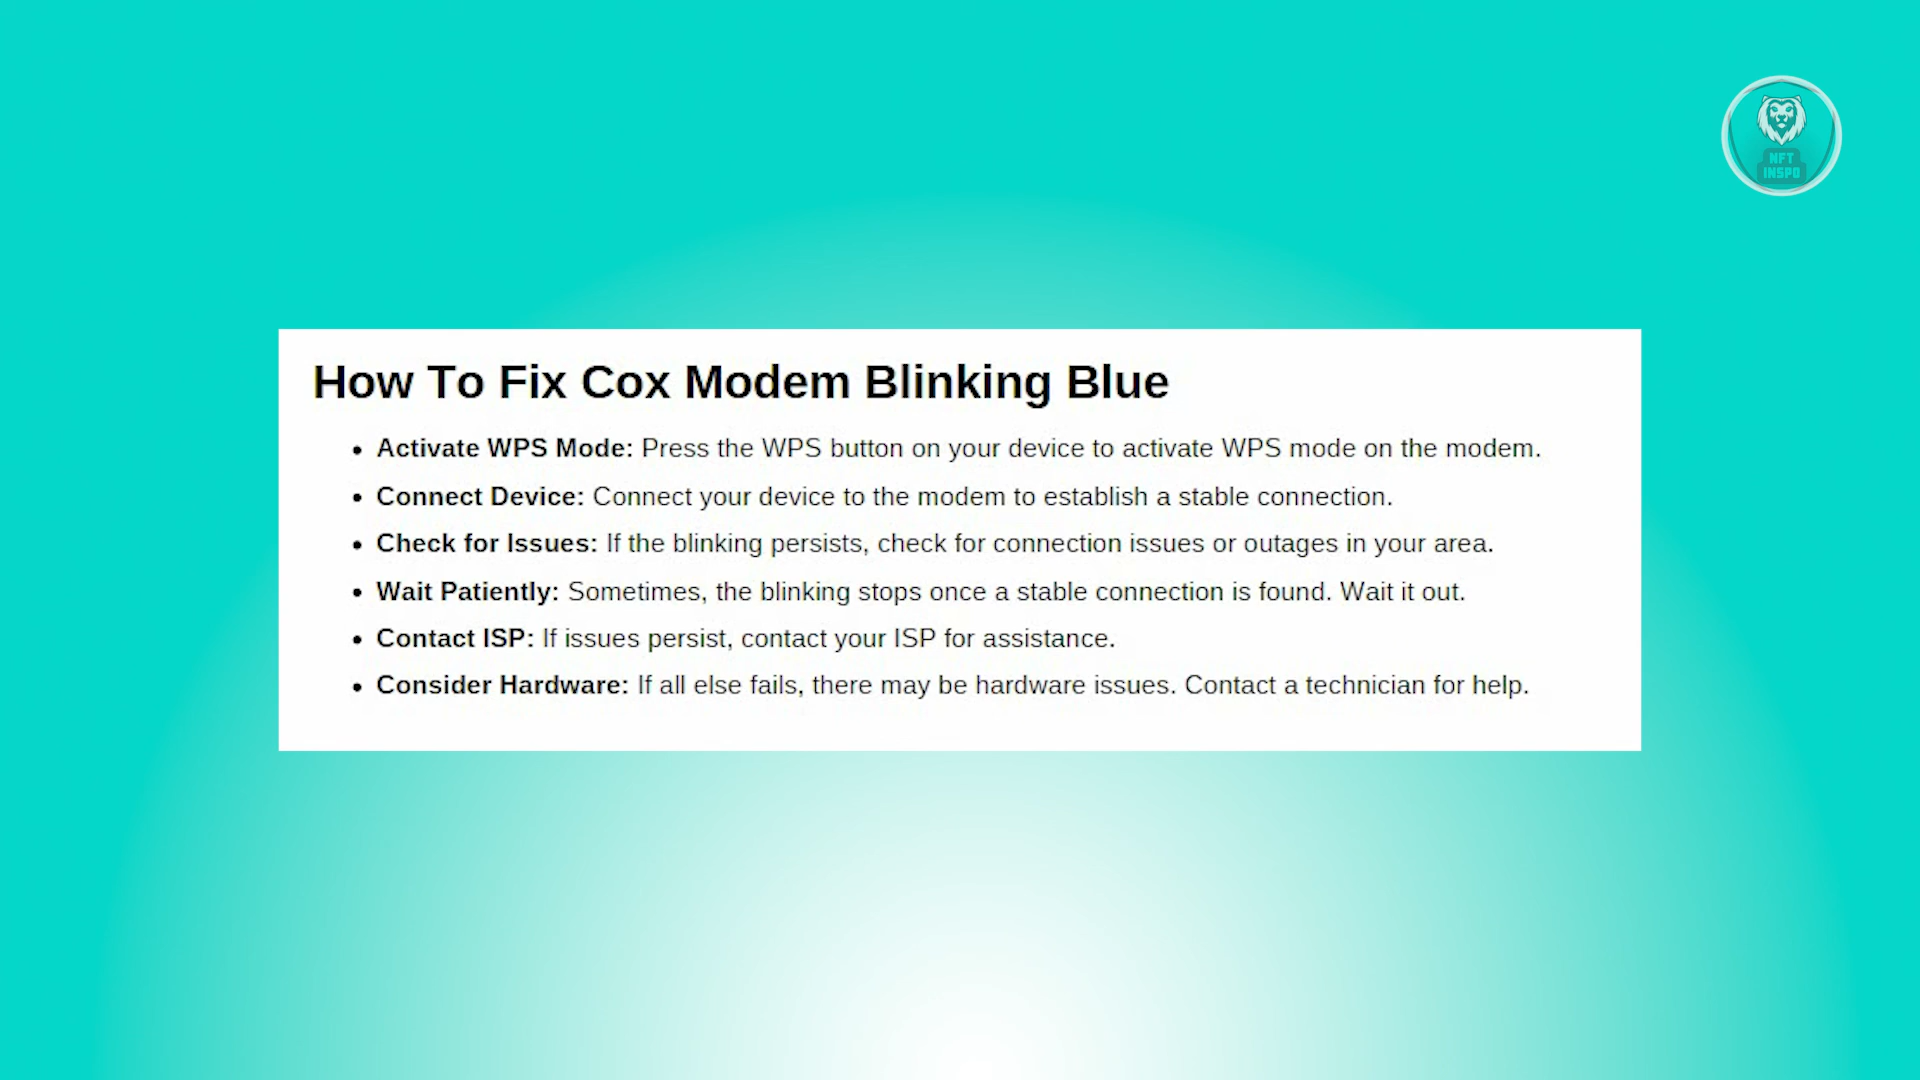 NFT
INSPO
How To Fix Cox Modem Blinking Blue
• Activate WPS Mode: Press the WPS button on your device to activate WPS mode on the modem.
• Connect Device: Connect your device to the modem to establish a stable connection.
• Check for Issues: If the blinking persists, check for connection issues or outages in your area.
• Wait Patiently: Sometimes, the blinking stops once a stable connection is found. Wait it out.
• Contact ISP: If issues persist, contact your ISP for assistance.
• Consider Hardware: If all else fails, there may be hardware issues. Contact a technician for help.